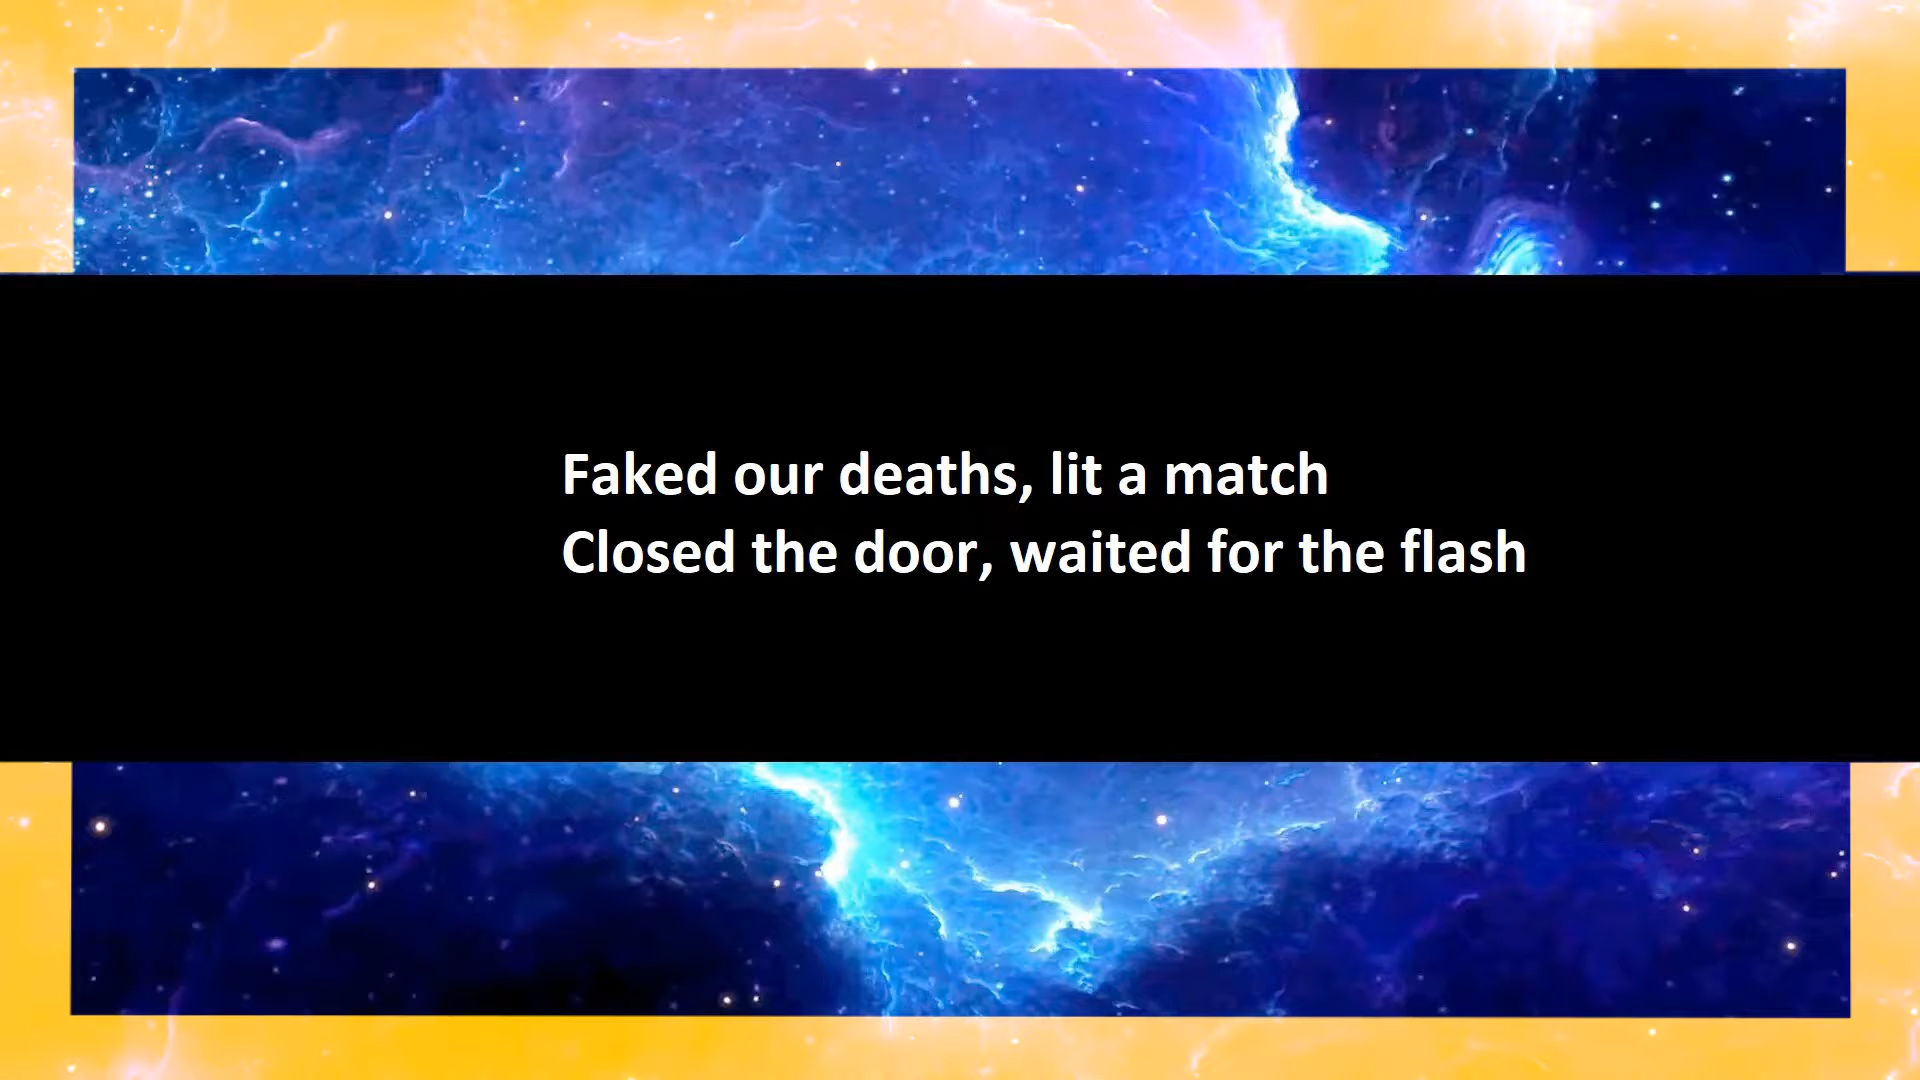 Faked our deaths, lit a match
Closed the door, waited for the flash